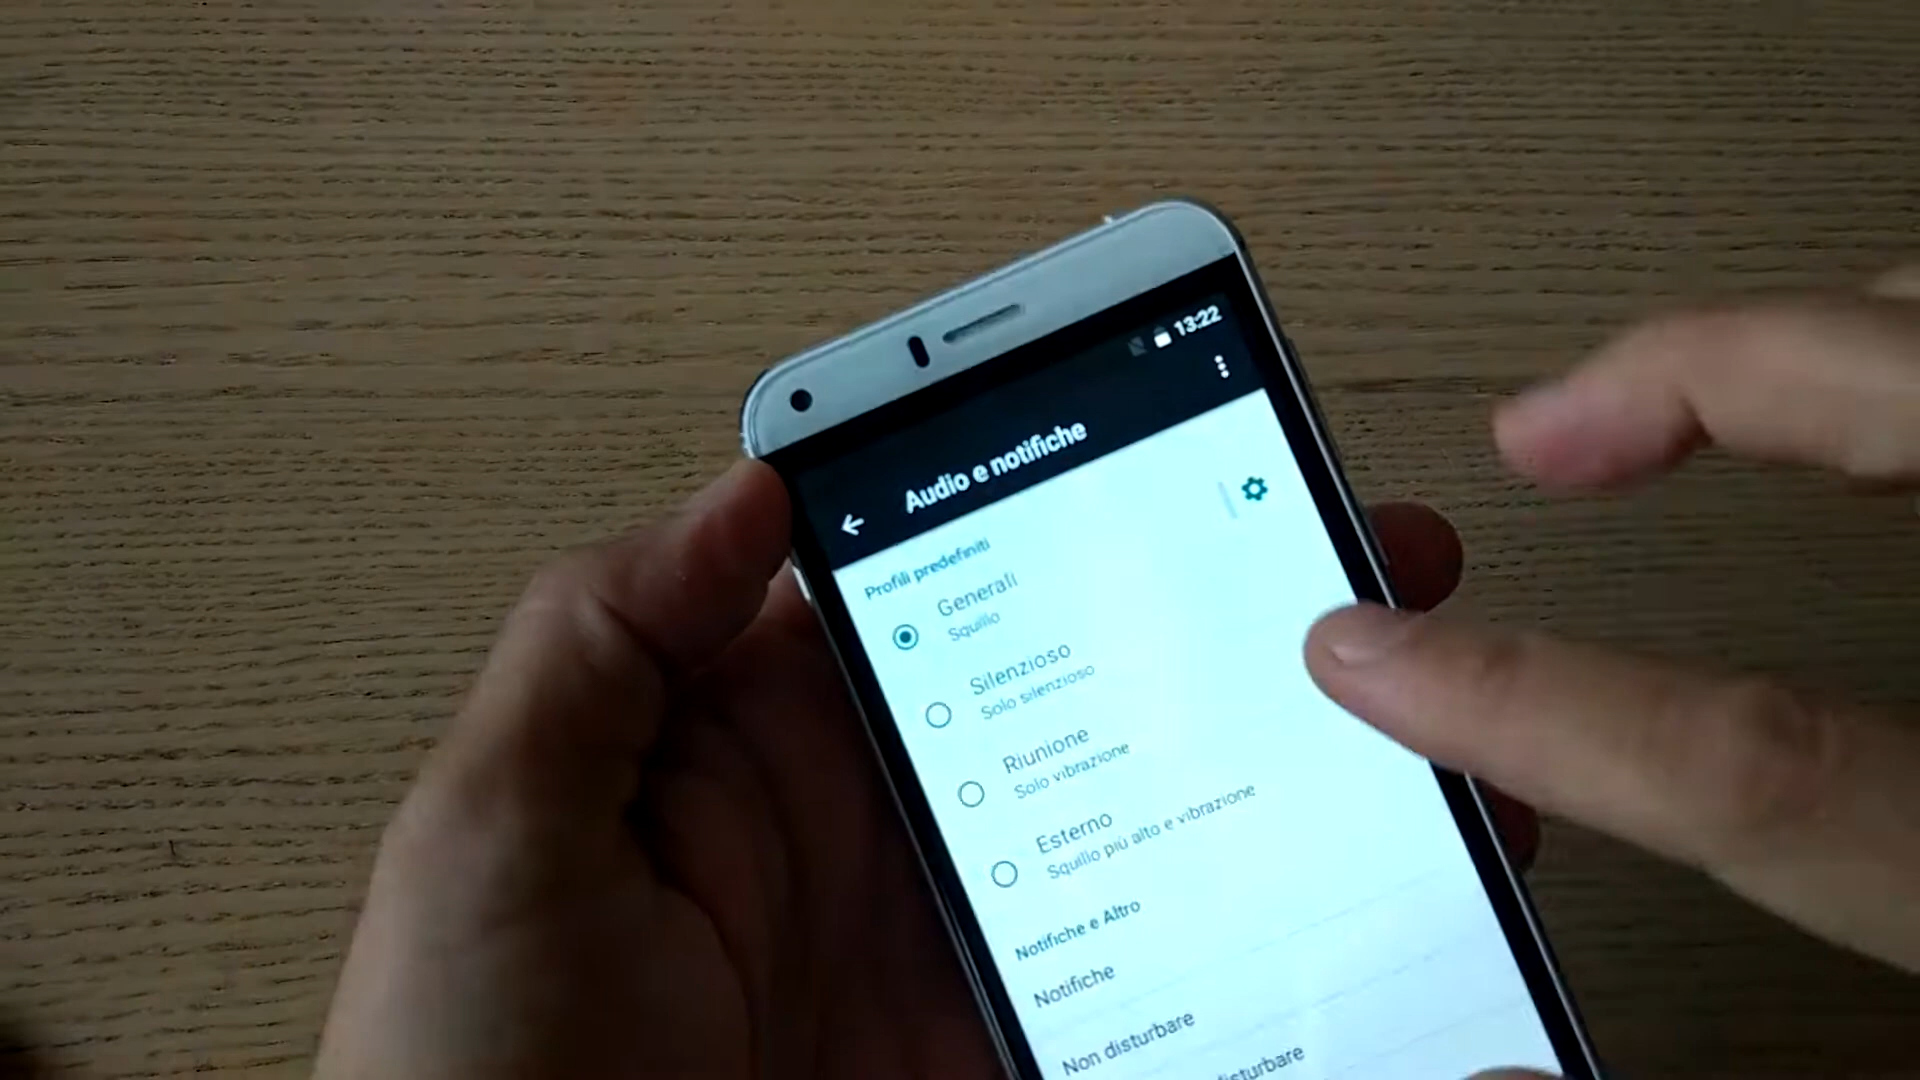 13:22
Audio e notifiche
Profili predefiniti
Generali
Squillo
Silenzioso
Solo silenzioso
Riunione
Solo vibrazione
Esterno
Squillo più alto e vibrazione
Notifiche e Altro
Notifiche
Non disturbare
disturbare